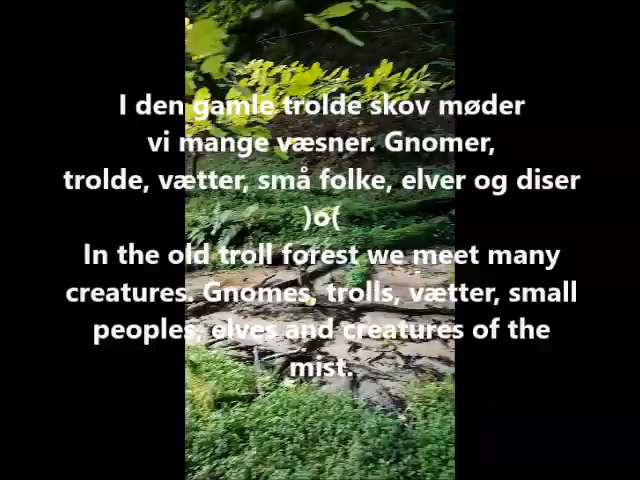 I den gamle trolde skov møder
vi mange væsner. Gnomer,
trolde, vætter, små folke, elver og diser
)o(
In the old troll forest we meet many
creatures. Gnomes, trolls, vætter, small
peoples, elves and creatures of the
mist.